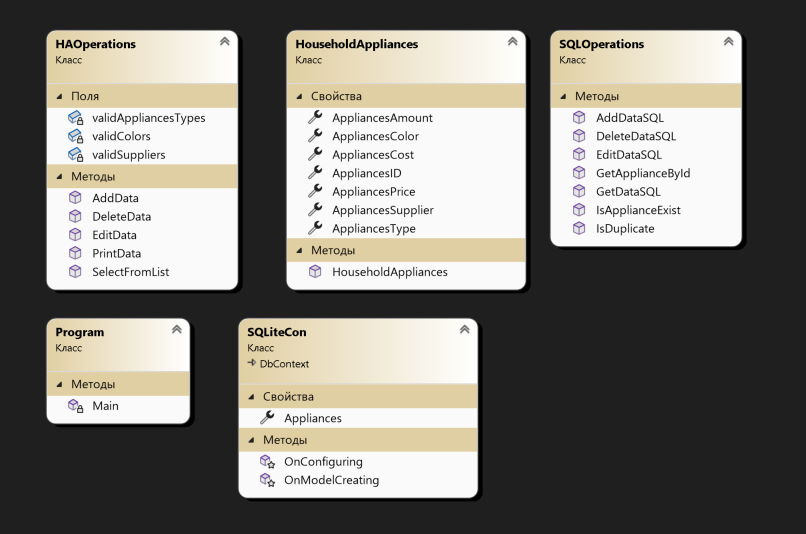 HAOperations
Класс
Поля
validAppliancesTypes
validColors
validSuppliers
Методы
AddData
DeleteData
EditData
PrintData
SelectFromList
HouseholdAppliances
Класс
Свойства
AppliancesAmount
AppliancesColor
AppliancesCost
AppliancesID
AppliancesPrice
AppliancesSupplier
AppliancesType
Методы
HouseholdAppliances
SQLOperations
Класс
Методы
AddDataSQL
DeleteDataSQL
EditDataSQL
GetApplianceById
GetDataSQL
IsApplianceExist
IsDuplicate
Program
Класс
Методы
Main
SQLiteCon
Класс
DbContext
Свойства
Appliances
Методы
OnConfiguring
OnModelCreating